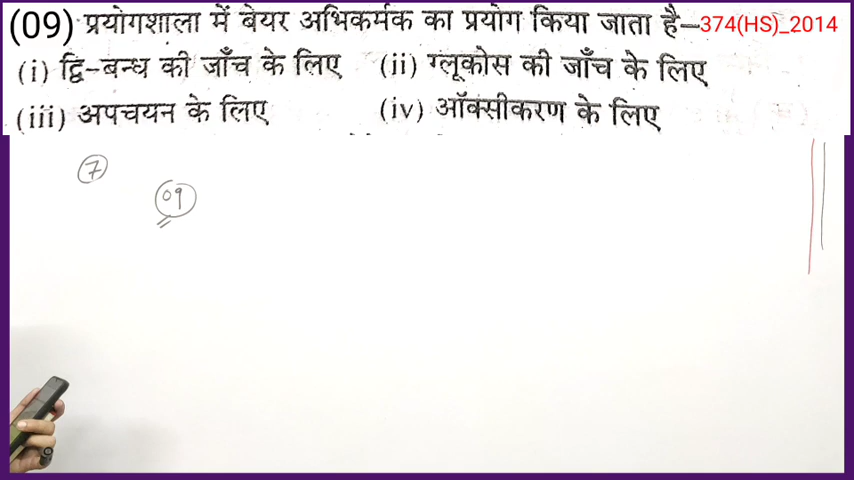 (09) प्रयोगशाला में बेयर अभिकर्मक का प्रयोग किया जाता है–374(HS)_2014
(i) द्वि-बन्ध की जाँच के लिए (ii) ग्लूकोस की जाँच के लिए
(iii) अपचयन के लिए (iv) ऑक्सीकरण के लिए
7
09